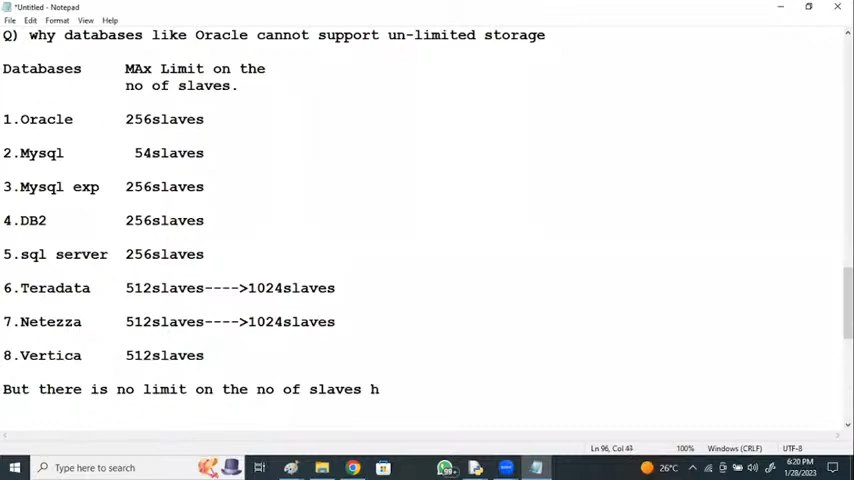 *Untitled - Notepad
File Edit Format View Help
Q) why databases like Oracle cannot support un-limited storage
Databases MAx Limit on the
no of slaves.
1.Oracle 256slaves
2.Mysql 54slaves
3.Mysql exp 256slaves
4.DB2 256slaves
5.sql server 256slaves
6.Teradata 512slaves---->1024slaves
7.Netezza 512slaves---->1024slaves
8.Vertica 512slaves
But there is no limit on the no of slaves h
Ln 96, Col 43 100% Windows (CRLF) UTF-8
Type here to search 99+ 26°C 6:20 PM
1/28/2023